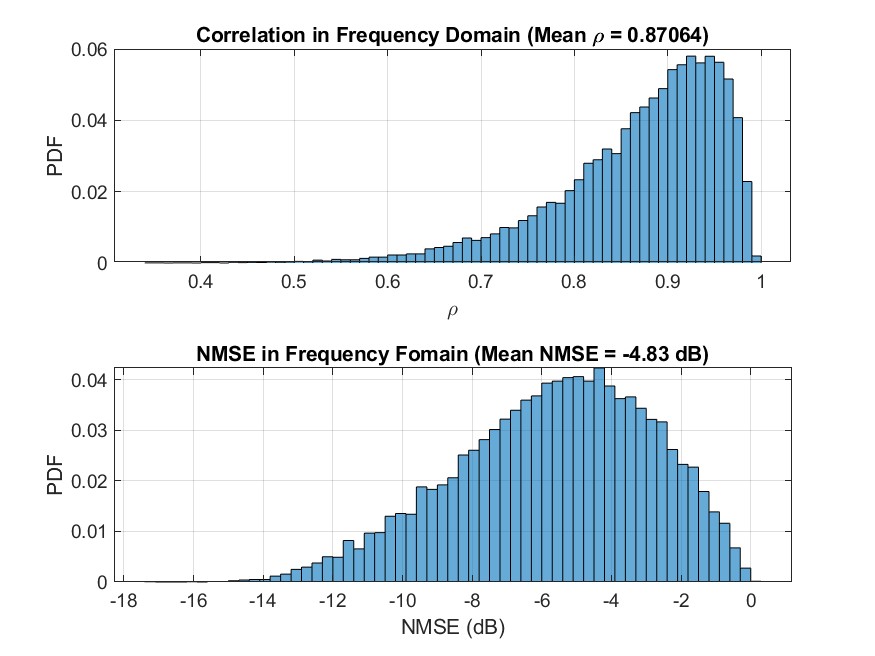 Correlation in Frequency Domain (Mean ρ = 0.87064)
0.06
0.04
0.02
0
PDF
0.4 0.5 0.6 0.7 0.8 0.9 1
ρ
NMSE in Frequency Fomain (Mean NMSE = -4.83 dB)
0.04
0.03
0.02
0.01
0
PDF
-18 -16 -14 -12 -10 -8 -6 -4 -2 0
NMSE (dB)